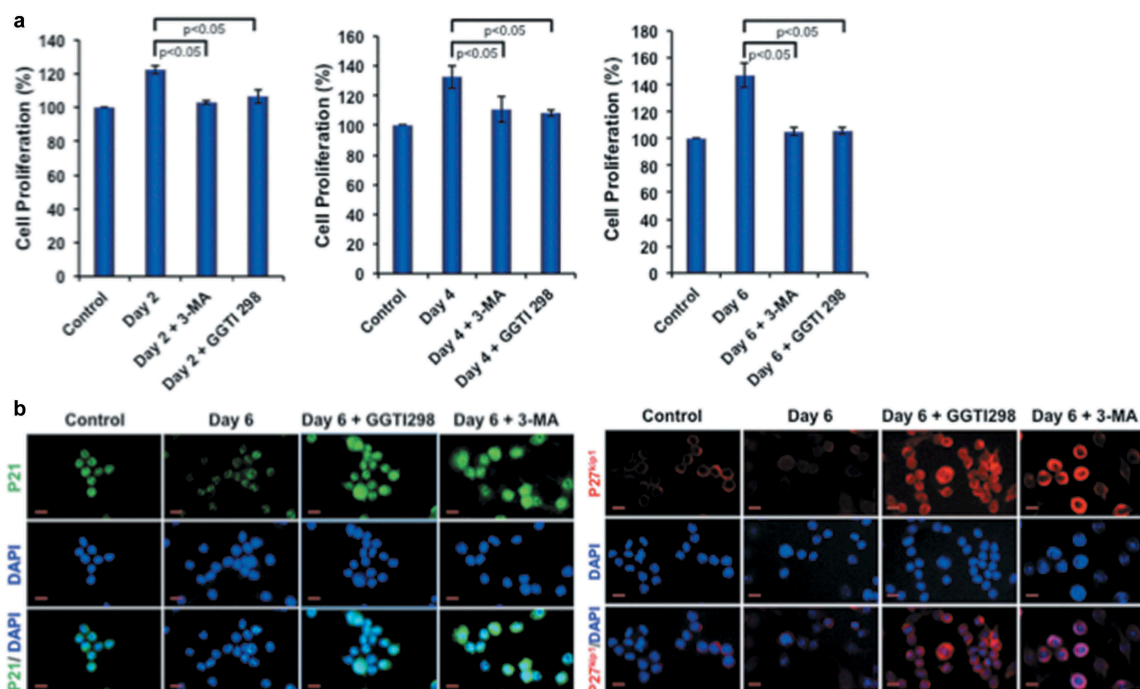 a
p<0.05
p<0.05
Cell Proliferation (%)
140
120
100
80
60
40
20
0
Control
Day 2
Day 2 + 3-MA
Day 2 + GGTI 298
p<0.05
p<0.05
Cell Proliferation (%)
160
140
120
100
80
60
40
20
0
Control
Day 4
Day 4 + 3-MA
Day 4 + GGTI 298
p<0.05
p<0.05
Cell Proliferation (%)
180
160
140
120
100
80
60
40
20
0
Control
Day 6
Day 6 + 3-MA
Day 6 + GGTI 298
b
Control Day 6 Day 6 + GGTI298 Day 6 + 3-MA
P21
DAPI
P21/ DAPI
Control Day 6 Day 6 + GGTI298 Day 6 + 3-MA
P27kip1
DAPI
P27kip1/DAPI